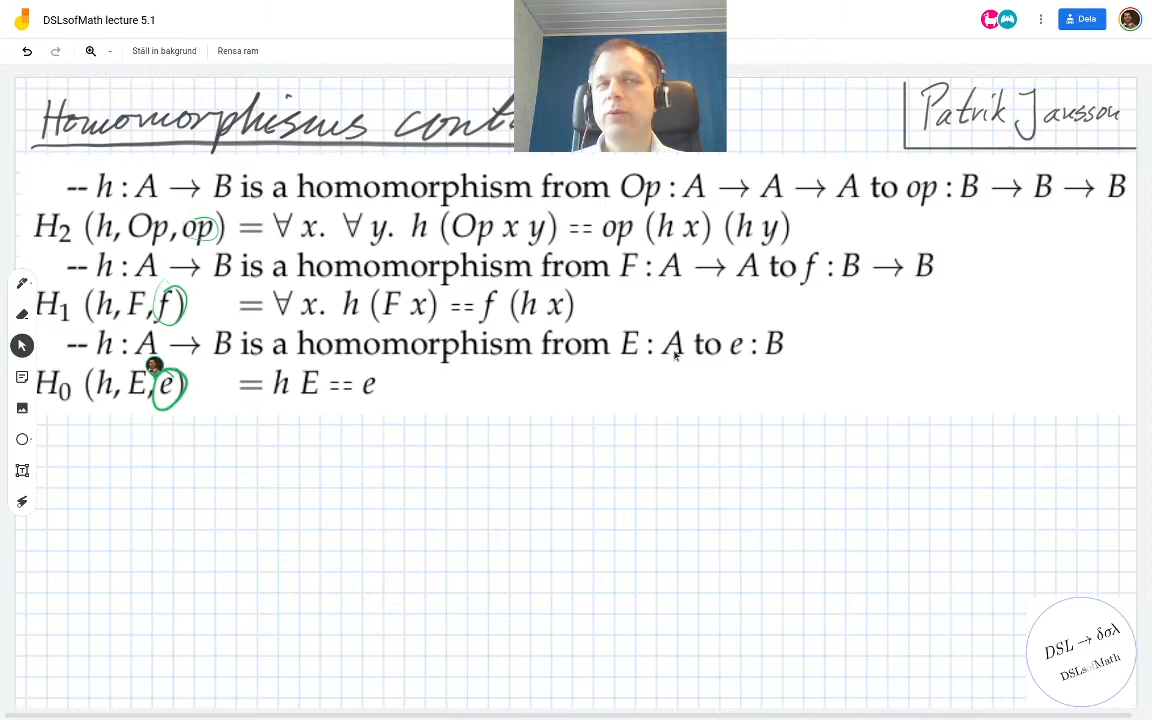 DSLsofMath lecture 5.1
Dela
Ställ in bakgrund Rensa ram
Homomorphisms cont
Patrik Jansson
-- h : A → B is a homomorphism from Op : A → A → A to op : B → B → B
H₂ (h, Op, op) = ∀ x. ∀ y. h (Op x y) == op (h x) (h y)
-- h : A → B is a homomorphism from F : A → A to f : B → B
H₁ (h, F, f) = ∀ x. h (F x) == f (h x)
-- h : A → B is a homomorphism from E : A to e : B
H₀ (h, E, e) = h E == e
DSL → δσλ
DSLsofMath